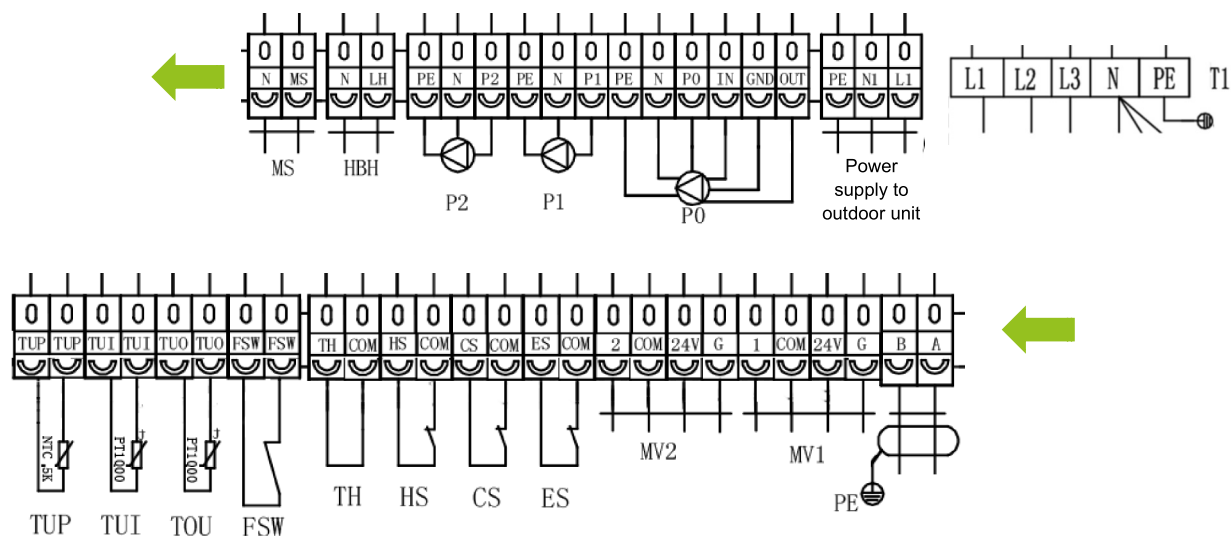 0 0 0 0 0 0 0 0 0 0 0 0 0 0 0 0 0 0
N MS N LH PE N P2 PE N P1 PE N P0 IN GND OUT PE N1 L1
L1 L2 L3 N PE T1
MS HBH
P2 P1 P0
Power
supply to
outdoor unit
0 0 0 0 0 0 0 0 0 0 0 0 0 0 0 0 0 0 0 0 0 0 0 0 0 0
TUP TUP TUI TUI TUO TUO FSW FSW TH COM HS COM CS COM ES COM 2 COM 24V G 1 COM 24V G B A
NTC .5K
PT1000
t
PT1000
t
MV2 MV1
TH HS CS ES
PE
TUP TUI TOU FSW